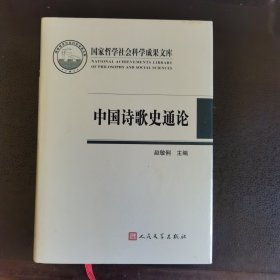 国家哲学社会科学成果文库
NATIONAL ACHIEVEMENTS LIBRARY
OF PHILOSOPHY AND SOCIAL SCIENCES
中国诗歌史通论
赵敏俐 主编
人民文学出版社